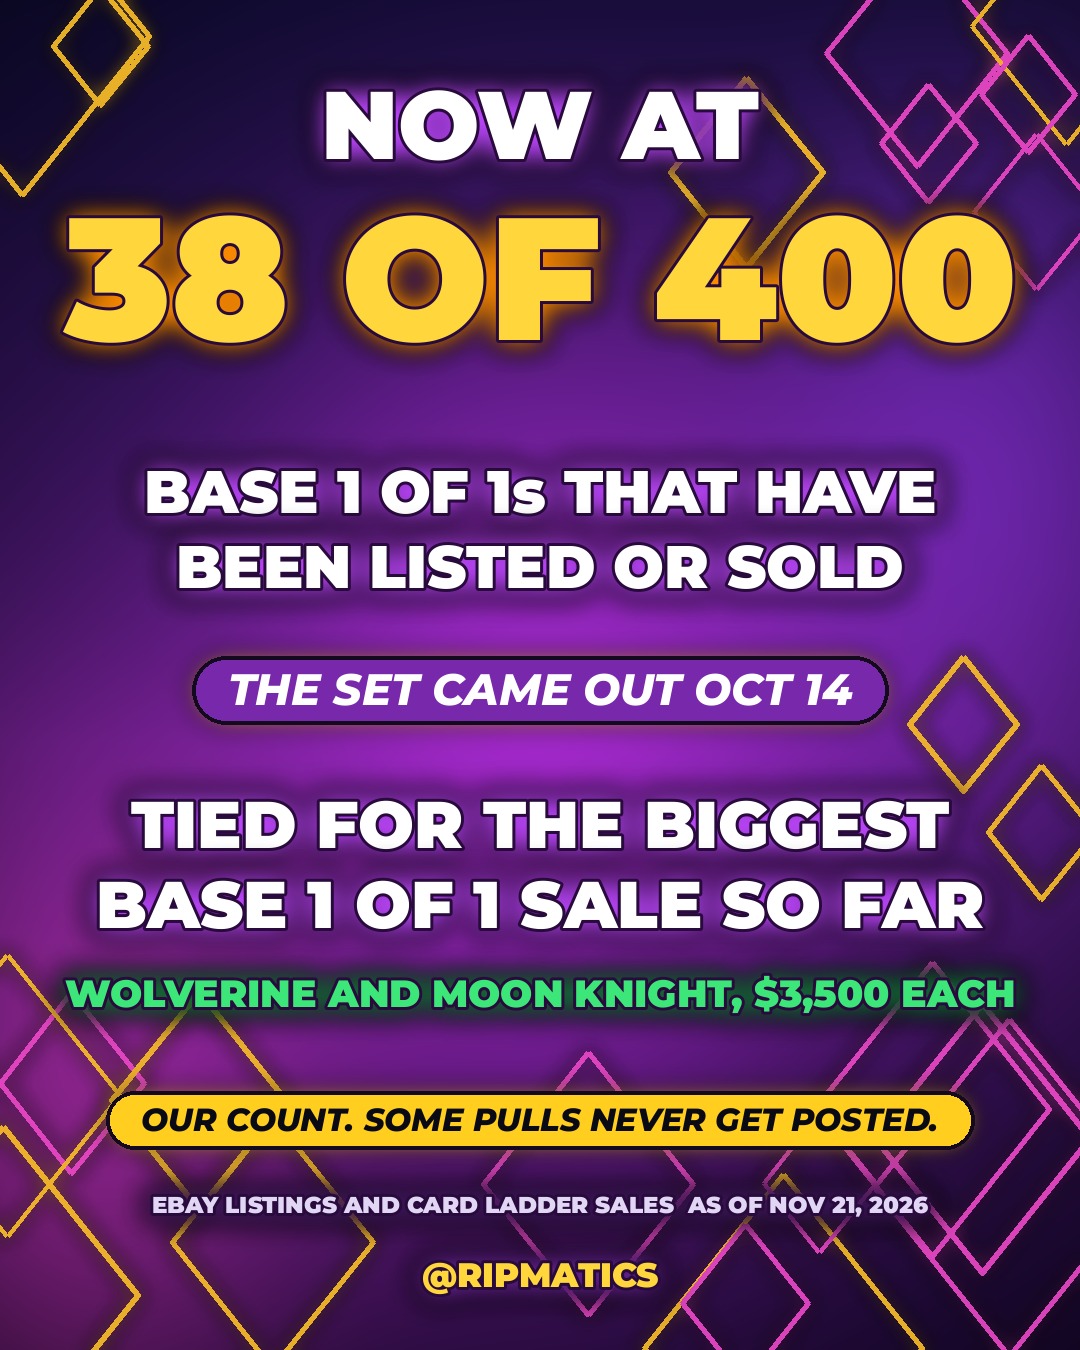 NOW AT
38 OF 400
BASE 1 OF 1s THAT HAVE
BEEN LISTED OR SOLD
THE SET CAME OUT OCT 14
TIED FOR THE BIGGEST
BASE 1 OF 1 SALE SO FAR
WOLVERINE AND MOON KNIGHT, $3,500 EACH
OUR COUNT. SOME PULLS NEVER GET POSTED.
EBAY LISTINGS AND CARD LADDER SALES  AS OF NOV 21, 2026
@RIPMATICS